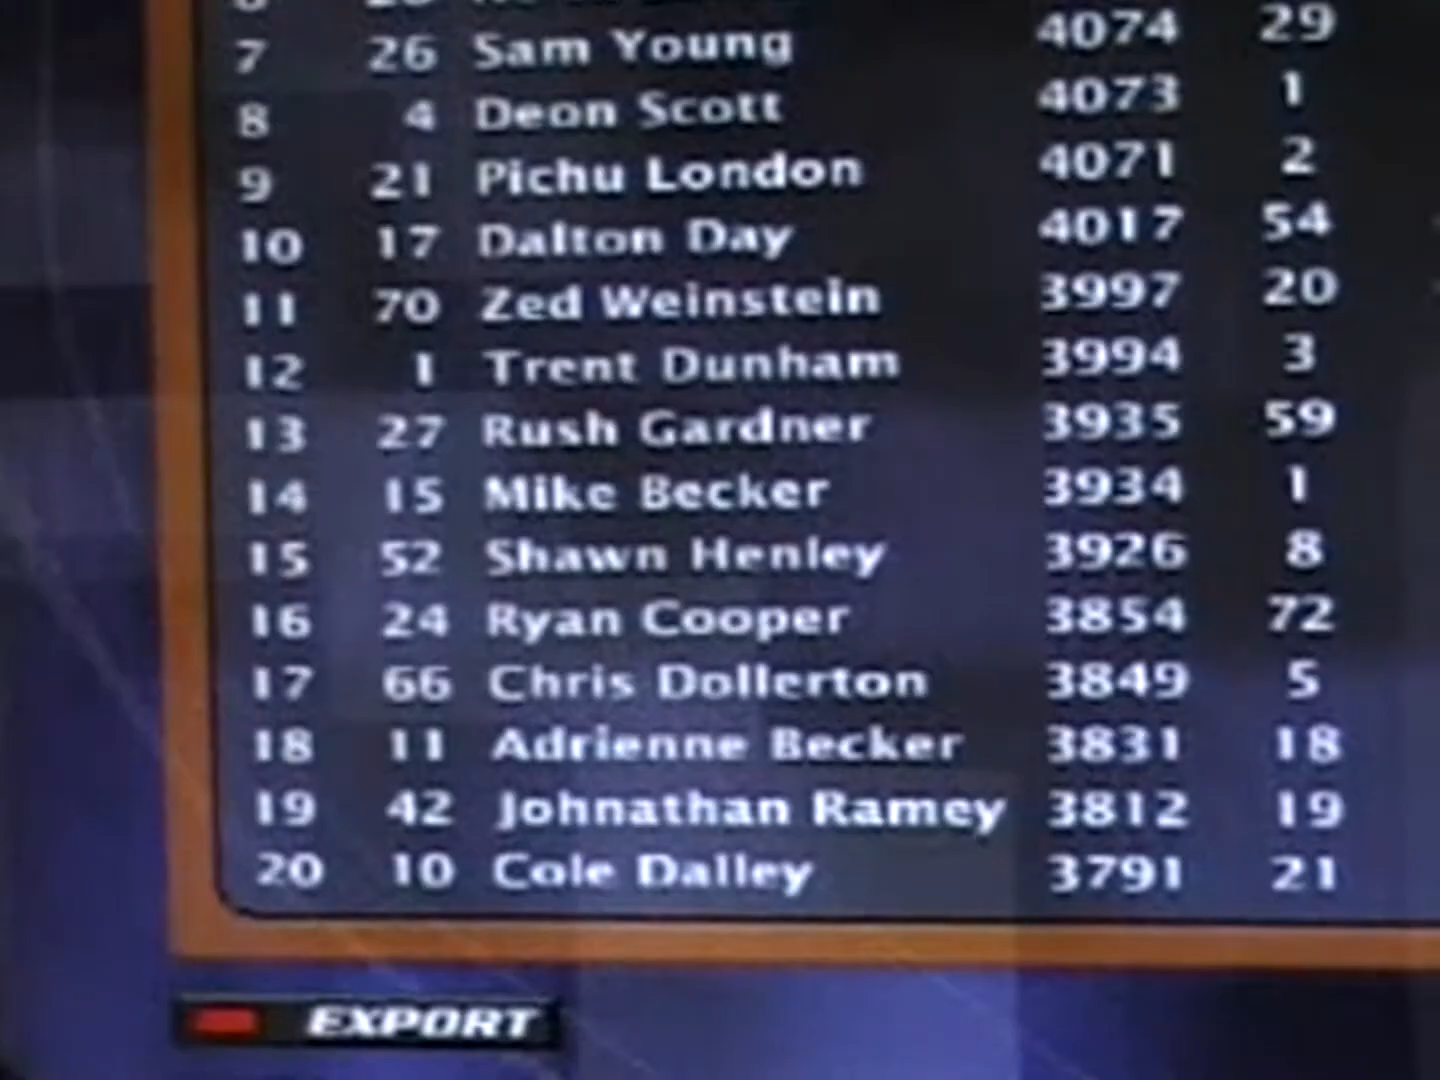 7 26 Sam Young 4074 29
8 4 Deon Scott 4073 1
9 21 Pichu London 4071 2
10 17 Dalton Day 4017 54
11 70 Zed Weinstein 3997 20
12 1 Trent Dunham 3994 3
13 27 Rush Gardner 3935 59
14 15 Mike Becker 3934 1
15 52 Shawn Henley 3926 8
16 24 Ryan Cooper 3854 72
17 66 Chris Dollerton 3849 5
18 11 Adrienne Becker 3831 18
19 42 Johnathan Ramey 3812 19
20 10 Cole Dalley 3791 21
EXPORT